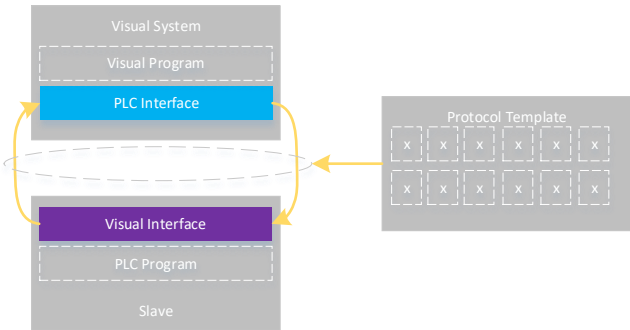 Visual System
Visual Program
PLC Interface
Protocol Template
x x x x x x
x x x x x x
Visual Interface
PLC Program
Slave